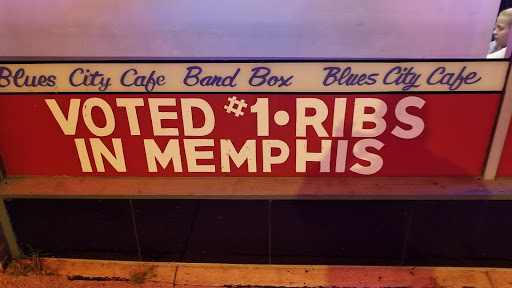 Blues City Cafe Band Box Blues City Cafe
VOTED #1•RIBS
IN MEMPHIS